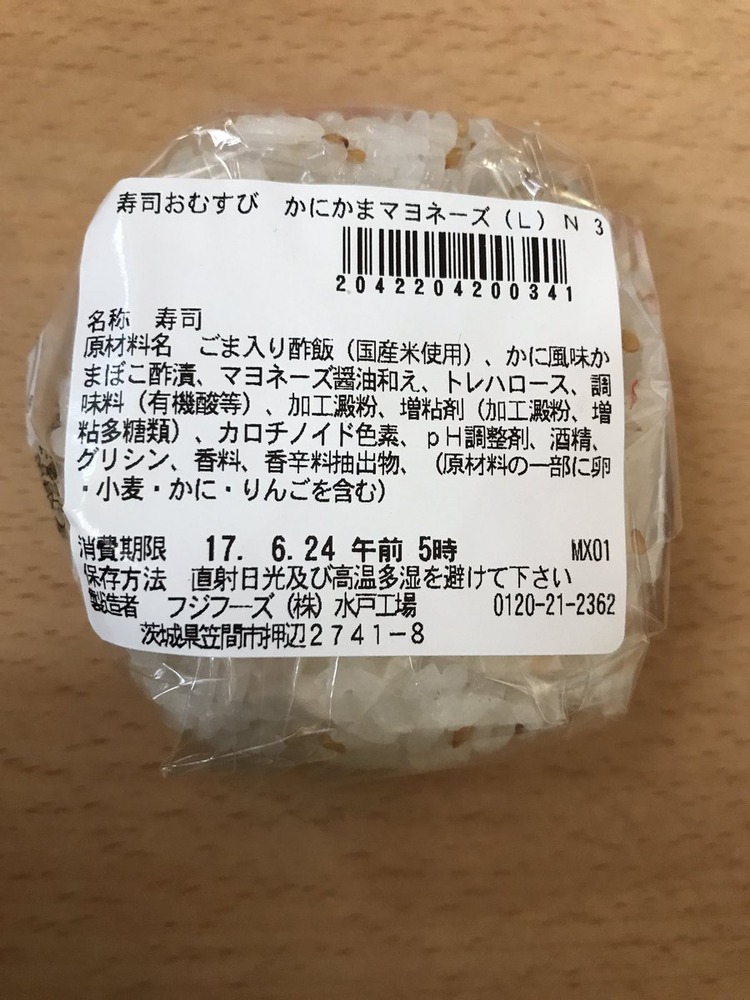 寿司おむすび かにかまマヨネーズ(L)N 3
2042204200341
名称 寿司
原材料名 ごま入り酢飯(国産米使用)、かに風味か
まぼこ酢漬、マヨネーズ醤油和え、トレハロース、調
味料(有機酸等)、加工澱粉、増粘剤(加工澱粉、増
粘多糖類)、カロチノイド色素、pH調整剤、酒精、
グリシン、香料、香辛料抽出物、(原材料の一部に卵
・小麦・かに・りんごを含む)
消費期限 17. 6.24 午前 5時 MX01
保存方法 直射日光及び高温多湿を避けて下さい
製造者 フジフーズ(株)水戸工場 0120-21-2362
茨城県笠間市押辺2741-8